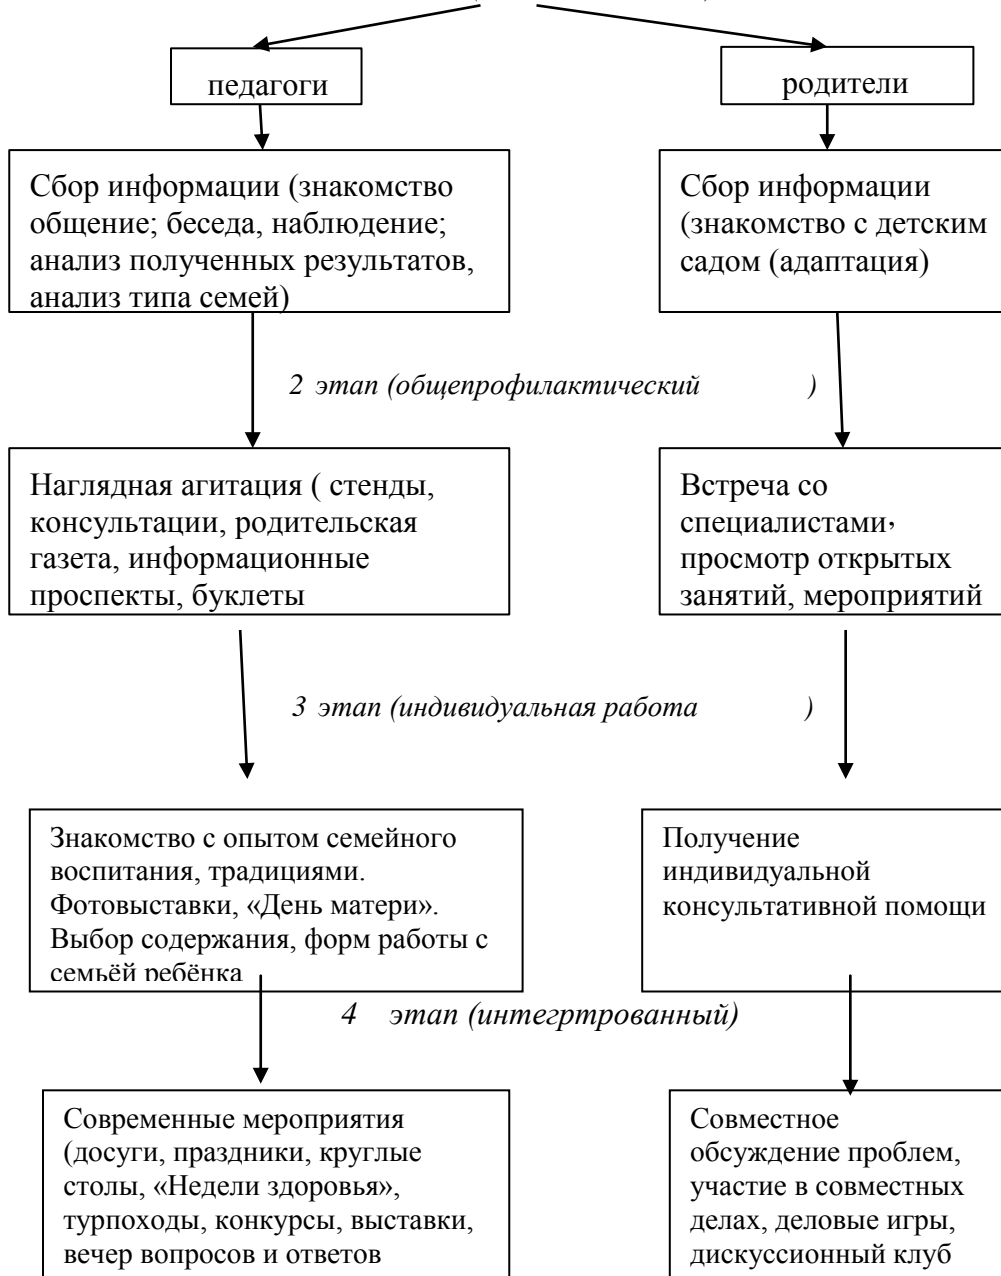 педагоги
родители
Сбор информации (знакомство
общение; беседа, наблюдение;
анализ полученных результатов,
анализ типа семей)
Сбор информации
(знакомство с детским
садом (адаптация)
2 этап (общепрофилактический )
Наглядная агитация ( стенды,
консультации, родительская
газета, информационные
проспекты, буклеты
Встреча со
специалистами,
просмотр открытых
занятий, мероприятий
3 этап (индивидуальная работа )
Знакомство с опытом семейного
воспитания, традициями.
Фотовыставки, «День матери».
Выбор содержания, форм работы с
семьёй ребёнка
Получение
индивидуальной
консультативной помощи
4 этап (интегртрованный)
Современные мероприятия
(досуги, праздники, круглые
столы, «Недели здоровья»,
турпоходы, конкурсы, выставки,
вечер вопросов и ответов
Совместное
обсуждение проблем,
участие в совместных
делах, деловые игры,
дискуссионный клуб